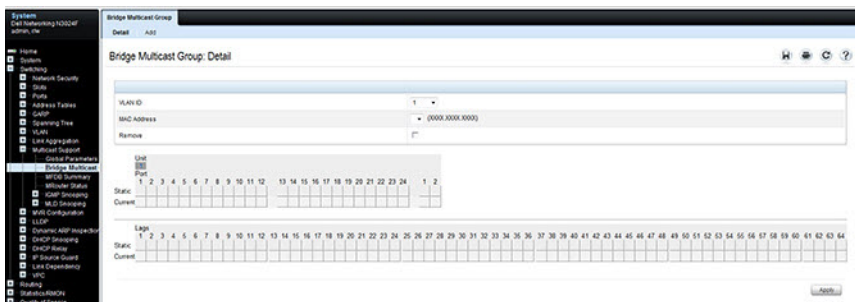 System
Dell Networking N3024F
admin, r/w
Home
System
Switching
Network Security
Slots
Ports
Address Tables
GARP
Spanning Tree
VLAN
Link Aggregation
Multicast Support
Global Parameters
Bridge Multicast
MFDB Summary
MRouter Status
IGMP Snooping
MLD Snooping
MVR Configuration
LLDP
Dynamic ARP Inspection
DHCP Snooping
DHCP Relay
IP Source Guard
Link Dependency
VPC
Routing
Statistics/RMON
Quality of Service
Bridge Multicast Group
Detail Add
Bridge Multicast Group: Detail
VLAN ID 1
MAC Address (XXXX.XXXX.XXXX)
Remove
Unit
1
Port
1 2 3 4 5 6 7 8 9 10 11 12 13 14 15 16 17 18 19 20 21 22 23 24 1 2
Static
Current
Lags
1 2 3 4 5 6 7 8 9 10 11 12 13 14 15 16 17 18 19 20 21 22 23 24 25 26 27 28 29 30 31 32 33 34 35 36 37 38 39 40 41 42 43 44 45 46 47 48 49 50 51 52 53 54 55 56 57 58 59 60 61 62 63 64
Static
Current
Apply